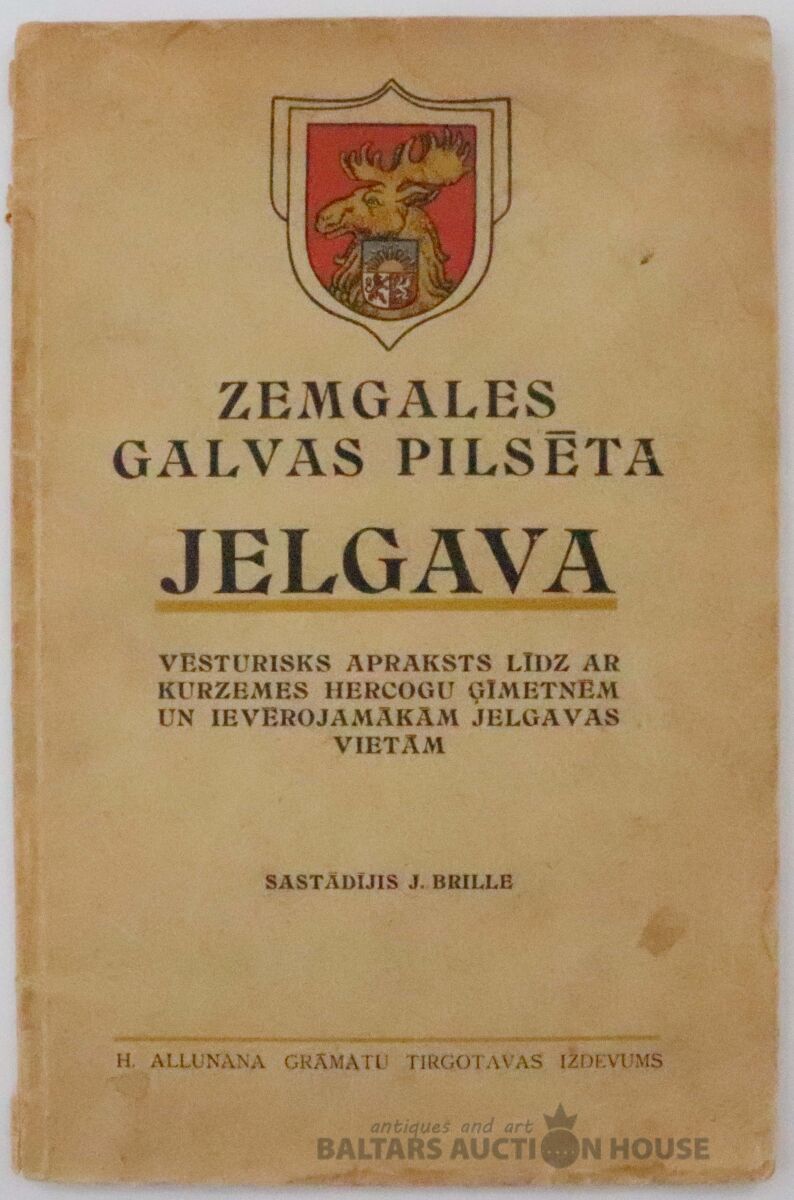 ZEMGALES
GALVAS PILSĒTA
JELGAVA
VĒSTURISKS APRAKSTS LĪDZ AR
KURZEMES HERCOGU ĢĪMETNĒM
UN IEVĒROJAMĀKĀM JELGAVAS
VIETĀM
SASTĀDĪJIS J. BRILLE
H. ALLUNANA GRĀMATU TIRGOTAVAS IZDEVUMS
antiques and art
BALTARS AUCTION HOUSE